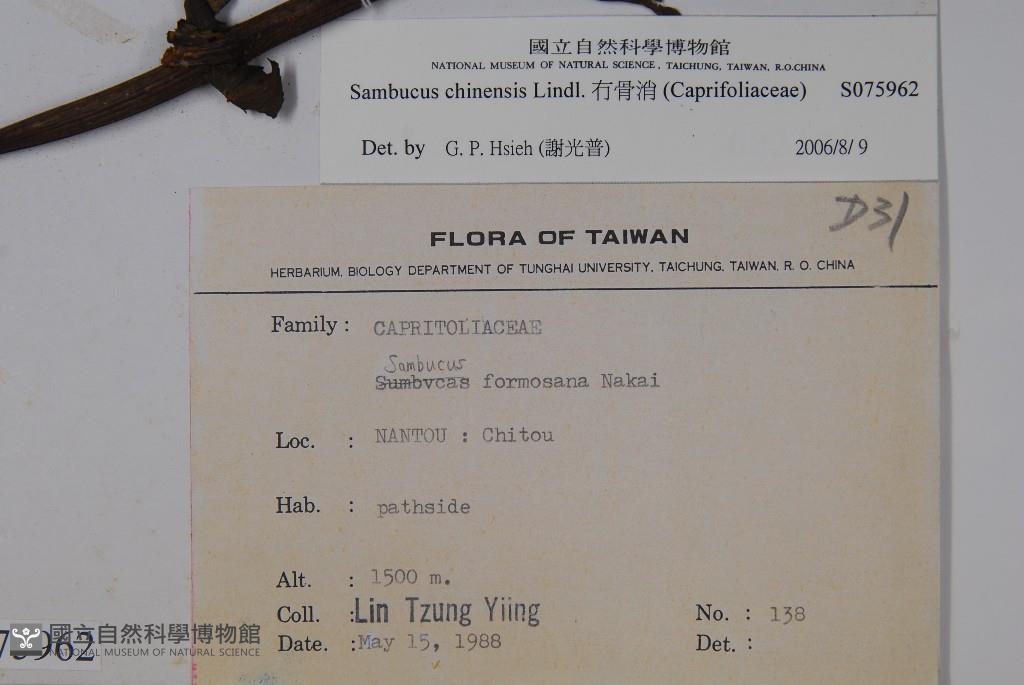 國立自然科學博物館
NATIONAL MUSEUM OF NATURAL SCIENCE, TAICHUNG, TAIWAN, R.O.CHINA
Sambucus chinensis Lindl. 冇骨消 (Caprifoliaceae) S075962
Det. by G. P. Hsieh (謝光普) 2006/8/ 9
D31
FLORA OF TAIWAN
HERBARIUM, BIOLOGY DEPARTMENT OF TUNGHAI UNIVERSITY, TAICHUNG, TAIWAN, R. O. CHINA
Family : CAPRITOLIACEAE
Sambucus
Sumbvcas formosana Nakai
Loc. : NANTOU : Chitou
Hab. : pathside
Alt. : 1500 m.
Coll. : Lin Tzung Yiing No. : 138
Date. : May 15, 1988 Det. :
75962
國立自然科學博物館
NATIONAL MUSEUM OF NATURAL SCIENCE